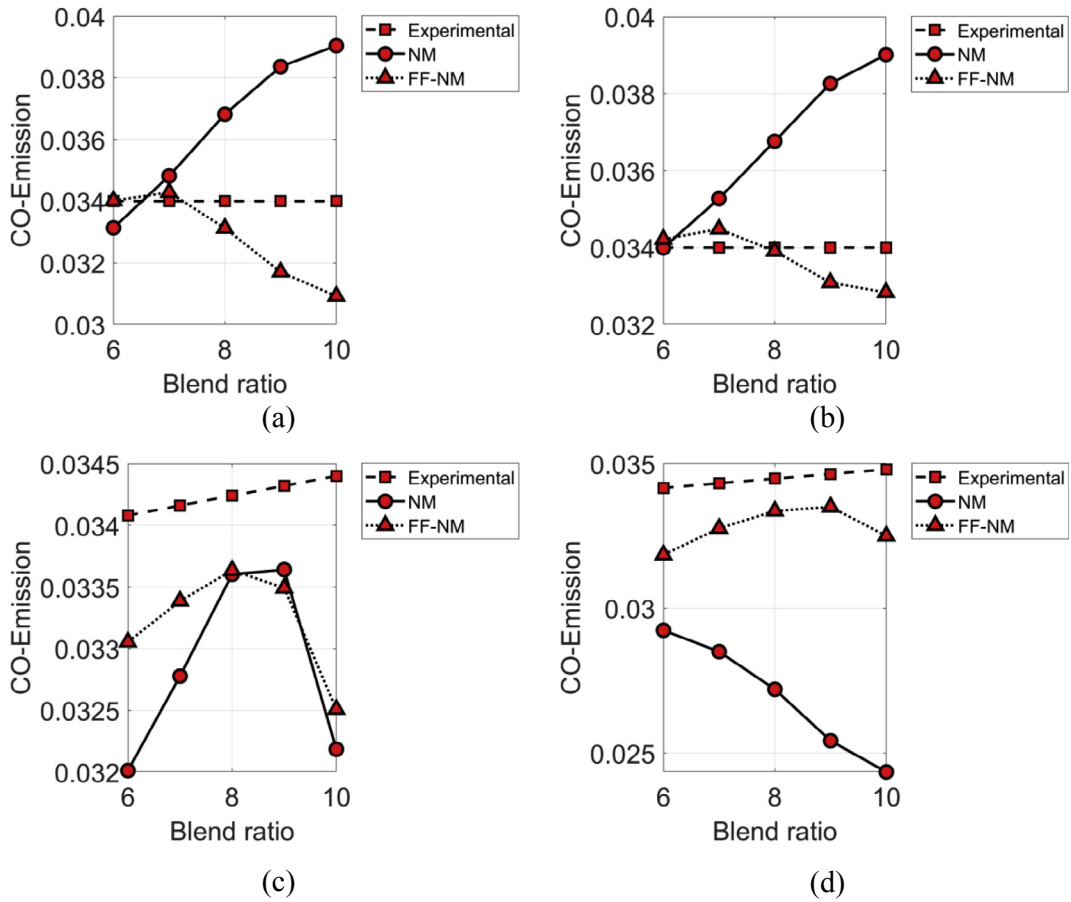 0.04
0.038
0.036
0.034
0.032
0.03
CO-Emission
6
8
10
Blend ratio
Experimental
NM
FF-NM
(a)
0.04
0.038
0.036
0.034
0.032
CO-Emission
6
8
10
Blend ratio
Experimental
NM
FF-NM
(b)
0.0345
0.034
0.0335
0.033
0.0325
0.032
CO-Emission
6
8
10
Blend ratio
Experimental
NM
FF-NM
(c)
0.035
0.03
0.025
CO-Emission
6
8
10
Blend ratio
Experimental
NM
FF-NM
(d)